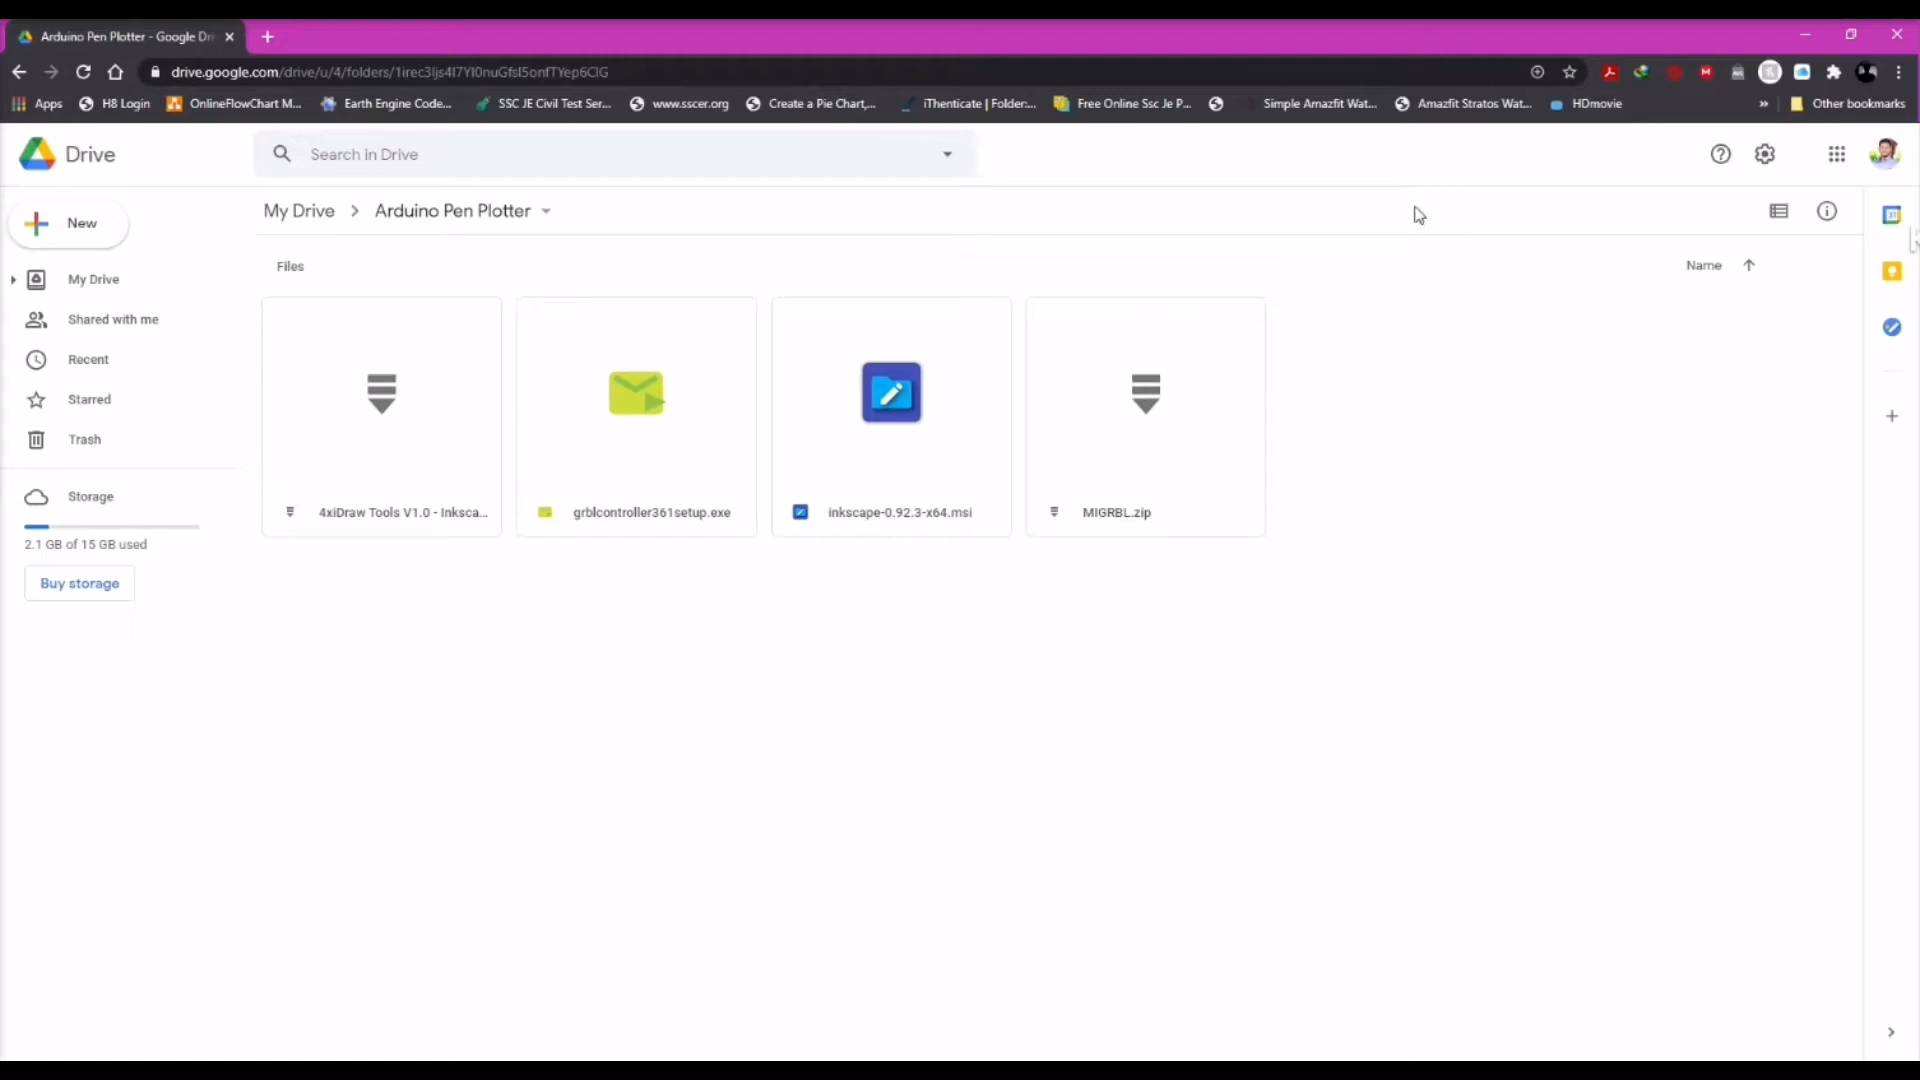 Arduino Pen Plotter - Google Dri
drive.google.com/drive/u/4/folders/1irec3ljs4l7Yl0nuGfsl5onfTYep6ClG
Apps
H8 Login
OnlineFlowChart M...
Earth Engine Code...
SSC JE Civil Test Ser...
www.sscer.org
Create a Pie Chart,...
iThenticate | Folder:...
Free Online Ssc Je P...
Simple Amazfit Wat...
Amazfit Stratos Wat...
HDmovie
»
Other bookmarks
Drive
Search in Drive
New
My Drive > Arduino Pen Plotter
My Drive
Shared with me
Recent
Starred
Trash
Storage
2.1 GB of 15 GB used
Buy storage
Files
Name
4xiDraw Tools V1.0 - Inksca...
grblcontroller361setup.exe
inkscape-0.92.3-x64.msi
MIGRBL.zip
31